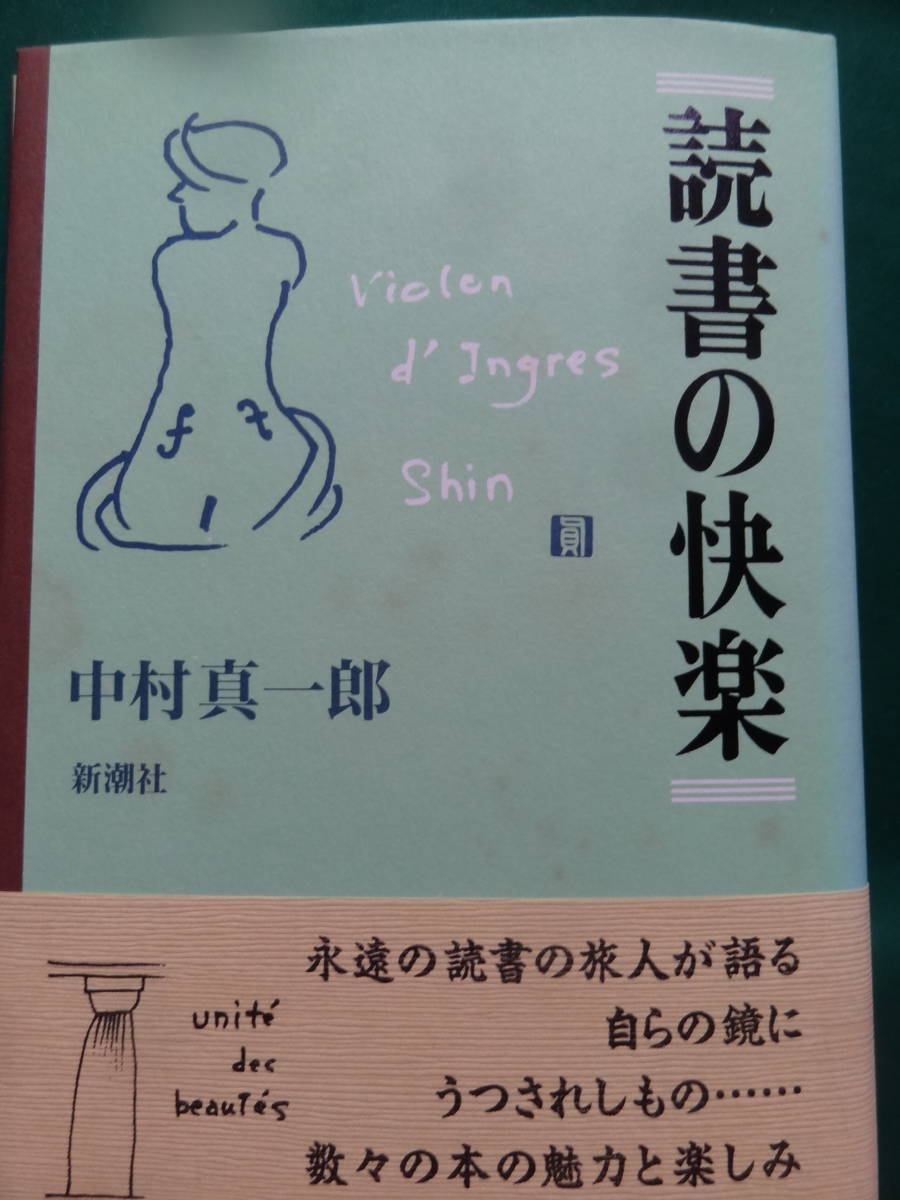 読書の快楽
Violon
d'Ingres
Shin
中村真一郎
新潮社
永遠の読書の旅人が語る
自らの鏡に
うつされしもの……
数々の本の魅力と楽しみ
unité
des
beautés